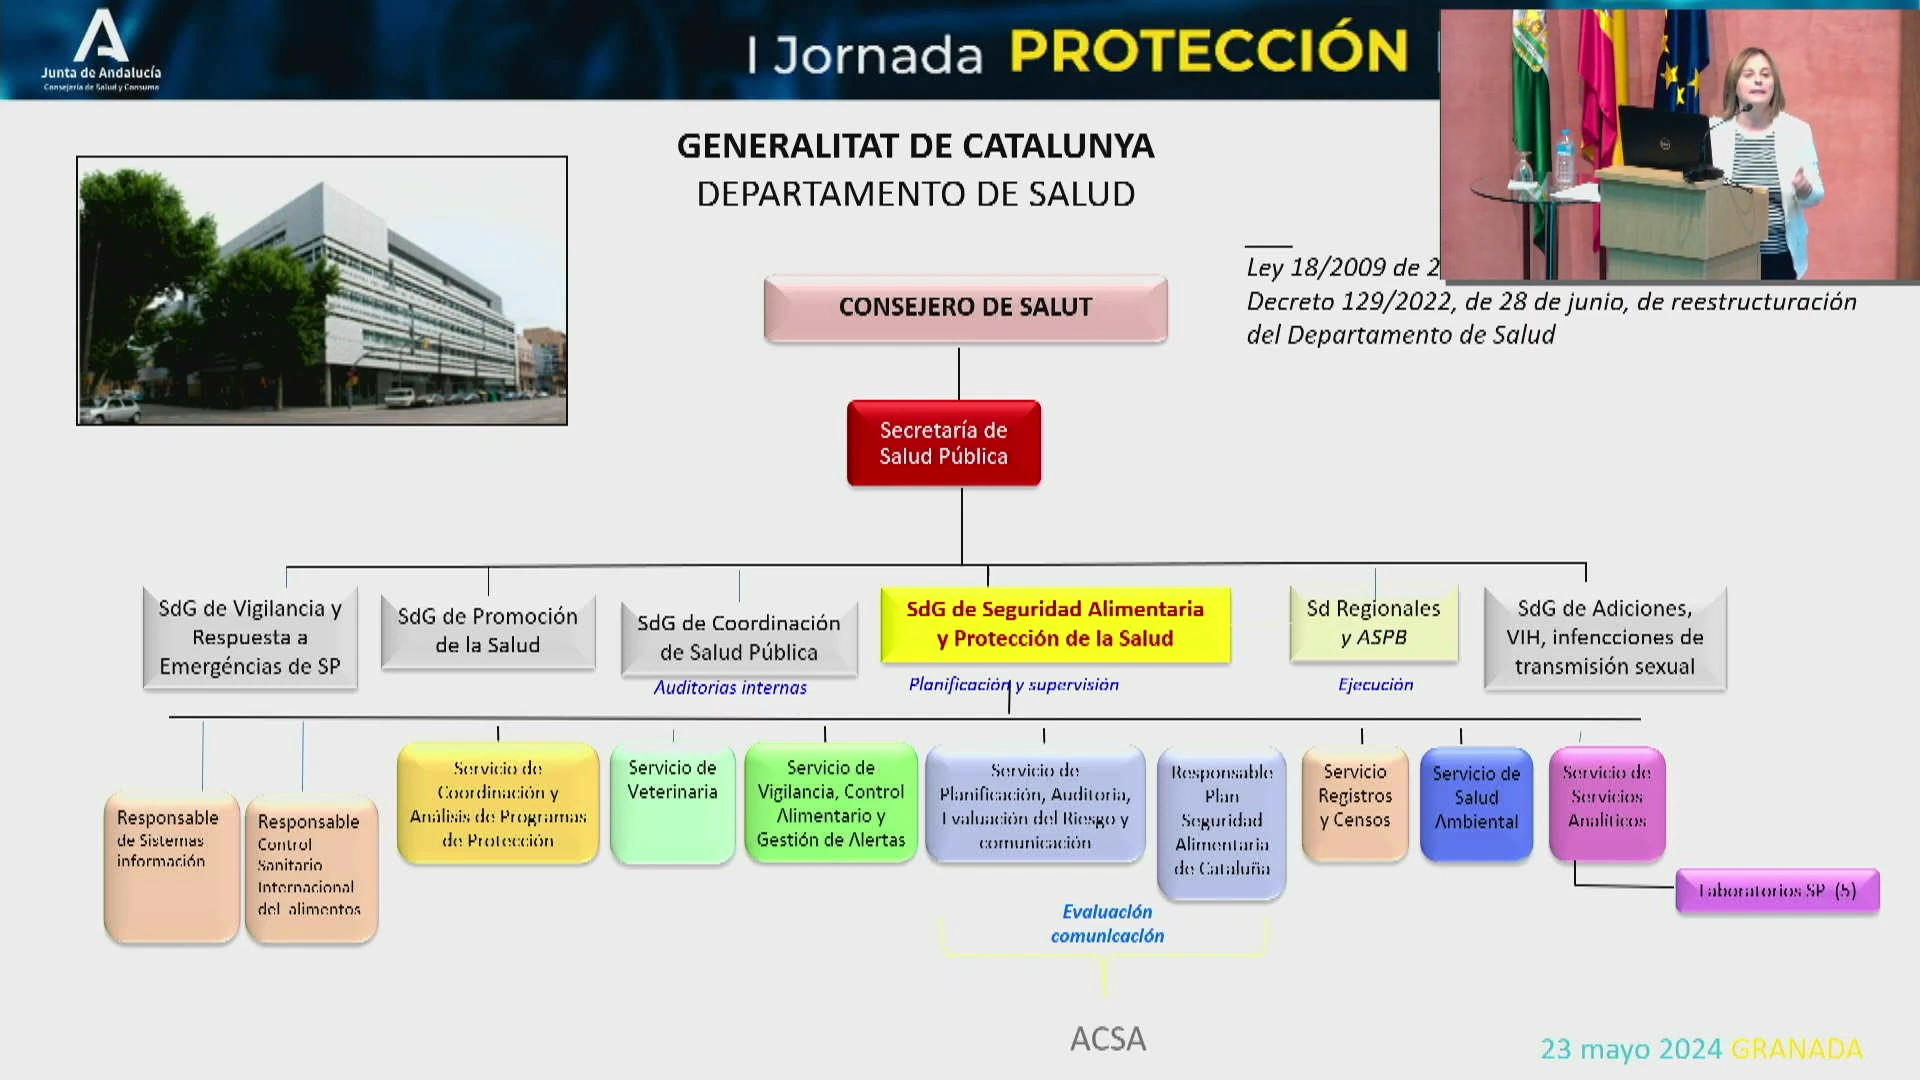 Junta de Andalucía
Consejería de Salud y Consumo
I Jornada PROTECCIÓN
GENERALITAT DE CATALUNYA
DEPARTAMENTO DE SALUD
Ley 18/2009 de 2
Decreto 129/2022, de 28 de junio, de reestructuración
del Departamento de Salud
CONSEJERO DE SALUT
Secretaría de
Salud Pública
SdG de Vigilancia y
Respuesta a
Emergéncias de SP
SdG de Promoción
de la Salud
SdG de Coordinación
de Salud Pública
Auditorias internas
SdG de Seguridad Alimentaria
y Protección de la Salud
Planificación y supervisión
Sd Regionales
y ASPB
Ejecución
SdG de Adiciones,
VIH, infencciones de
transmisión sexual
Responsable
de Sistemas
información
Responsable
Control
Sanitario
Internacional
del alimentos
Servicio de
Coordinación y
Análisis de Programas
de Protección
Servicio de
Veterinaria
Servicio de
Vigilancia, Control
Alimentario y
Gestión de Alertas
Servicio de
Planificación, Auditoria,
Evaluación del Riesgo y
comunicación
Responsable
Plan
Seguridad
Alimentaria
de Cataluña
Servicio
Registros
y Censos
Servicio de
Salud
Ambiental
Servicio de
Servicios
Analíticos
Laboratorios SP (5)
Evaluación
comunicación
ACSA
23 mayo 2024 GRANADA